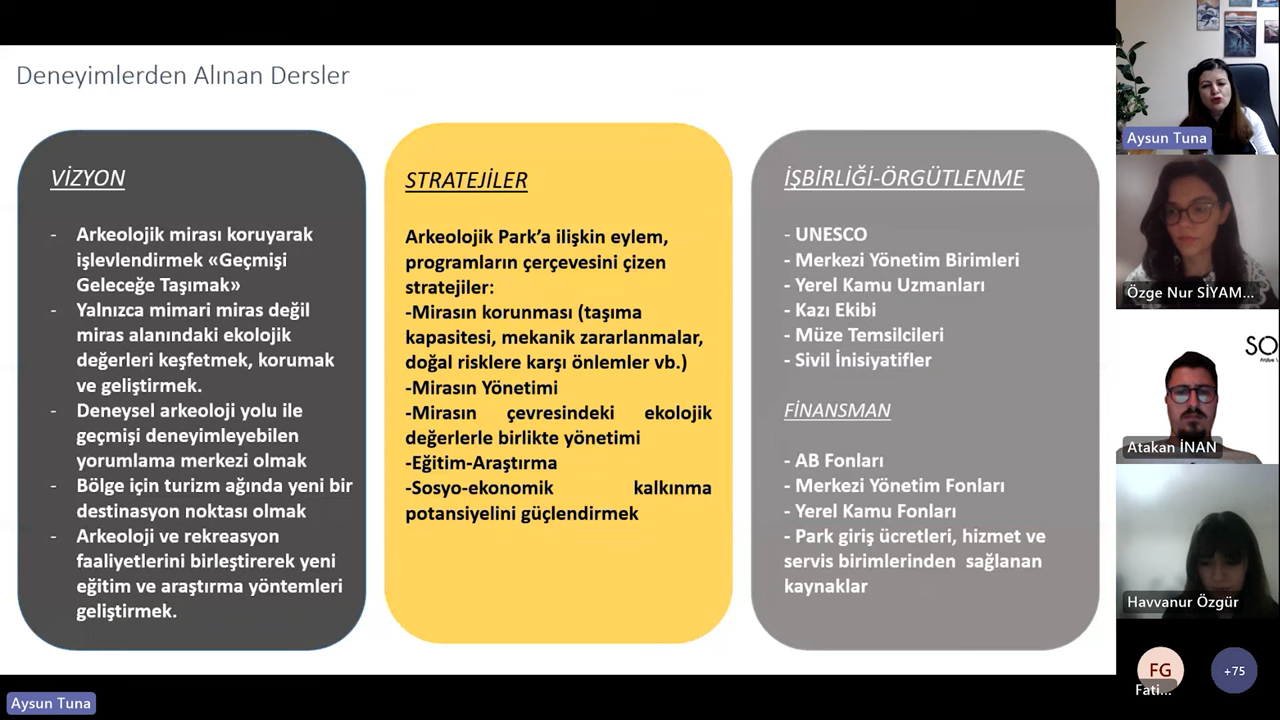 Deneyimlerden Alınan Dersler
VİZYON
- Arkeolojik mirası koruyarak
işlevlendirmek «Geçmişi
Geleceğe Taşımak»
- Yalnızca mimari miras değil
miras alanındaki ekolojik
değerleri keşfetmek, korumak
ve geliştirmek.
- Deneysel arkeoloji yolu ile
geçmişi deneyimleyebilen
yorumlama merkezi olmak
- Bölge için turizm ağında yeni bir
destinasyon noktası olmak
- Arkeoloji ve rekreasyon
faaliyetlerini birleştirerek yeni
eğitim ve araştırma yöntemleri
geliştirmek.
STRATEJİLER
Arkeolojik Park’a ilişkin eylem,
programların çerçevesini çizen
stratejiler:
-Mirasın korunması (taşıma
kapasitesi, mekanik zararlanmalar,
doğal risklere karşı önlemler vb.)
-Mirasın Yönetimi
-Mirasın çevresindeki ekolojik
değerlerle birlikte yönetimi
-Eğitim-Araştırma
-Sosyo-ekonomik kalkınma
potansiyelini güçlendirmek
İŞBİRLİĞİ-ÖRGÜTLENME
- UNESCO
- Merkezi Yönetim Birimleri
- Yerel Kamu Uzmanları
- Kazı Ekibi
- Müze Temsilcileri
- Sivil İnisiyatifler
FİNANSMAN
- AB Fonları
- Merkezi Yönetim Fonları
- Yerel Kamu Fonları
- Park giriş ücretleri, hizmet ve
servis birimlerinden sağlanan
kaynaklar
Aysun Tuna
Özge Nur SİYAM...
SO
Atakan İNAN
Havvanur Özgür
FG
Fati...
+75
Aysun Tuna